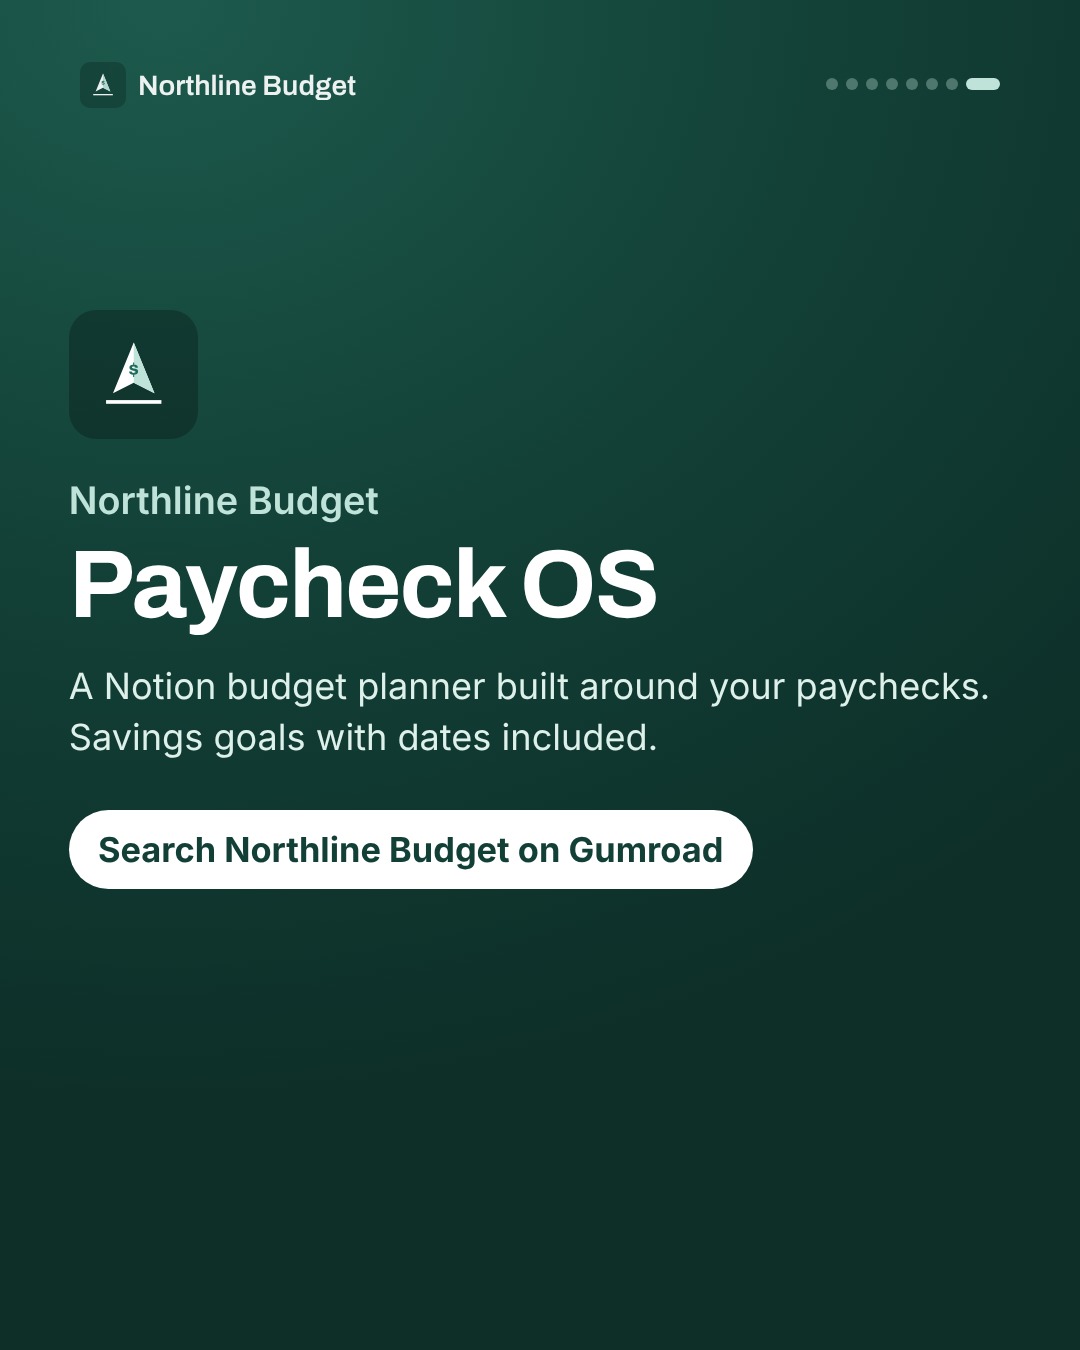 Northline Budget
$
Northline Budget
Paycheck OS
A Notion budget planner built around your paychecks.
Savings goals with dates included.
Search Northline Budget on Gumroad